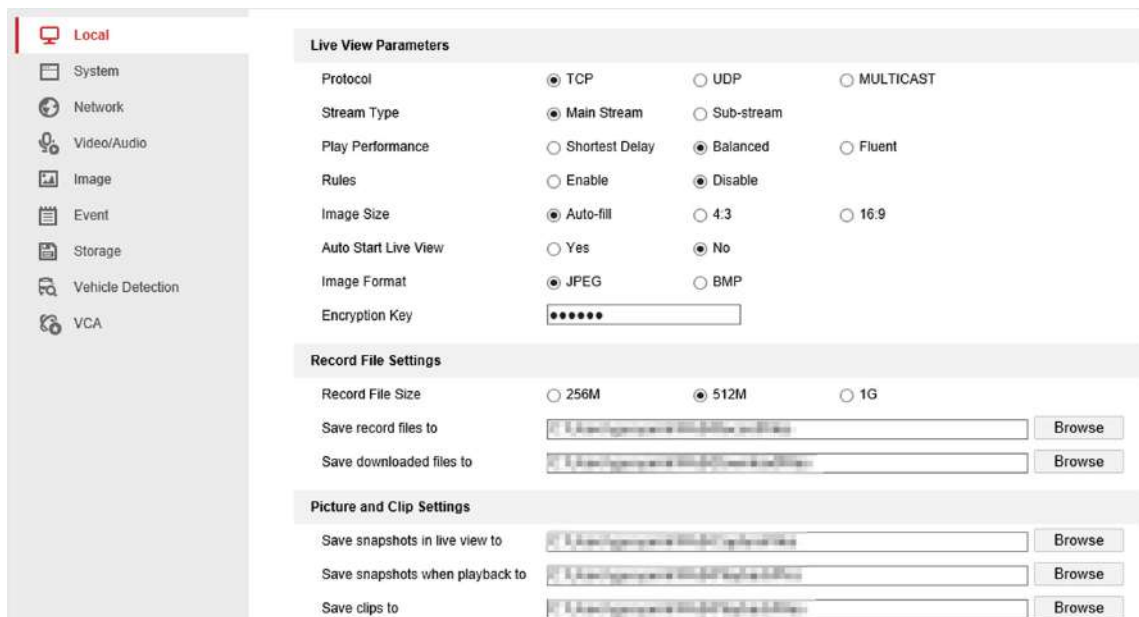 Local
System
Network
Video/Audio
Image
Event
Storage
Vehicle Detection
VCA
Live View Parameters
Protocol TCP UDP MULTICAST
Stream Type Main Stream Sub-stream
Play Performance Shortest Delay Balanced Fluent
Rules Enable Disable
Image Size Auto-fill 4:3 16:9
Auto Start Live View Yes No
Image Format JPEG BMP
Encryption Key ●●●●●●
Record File Settings
Record File Size 256M 512M 1G
Save record files to Browse
Save downloaded files to Browse
Picture and Clip Settings
Save snapshots in live view to Browse
Save snapshots when playback to Browse
Save clips to Browse